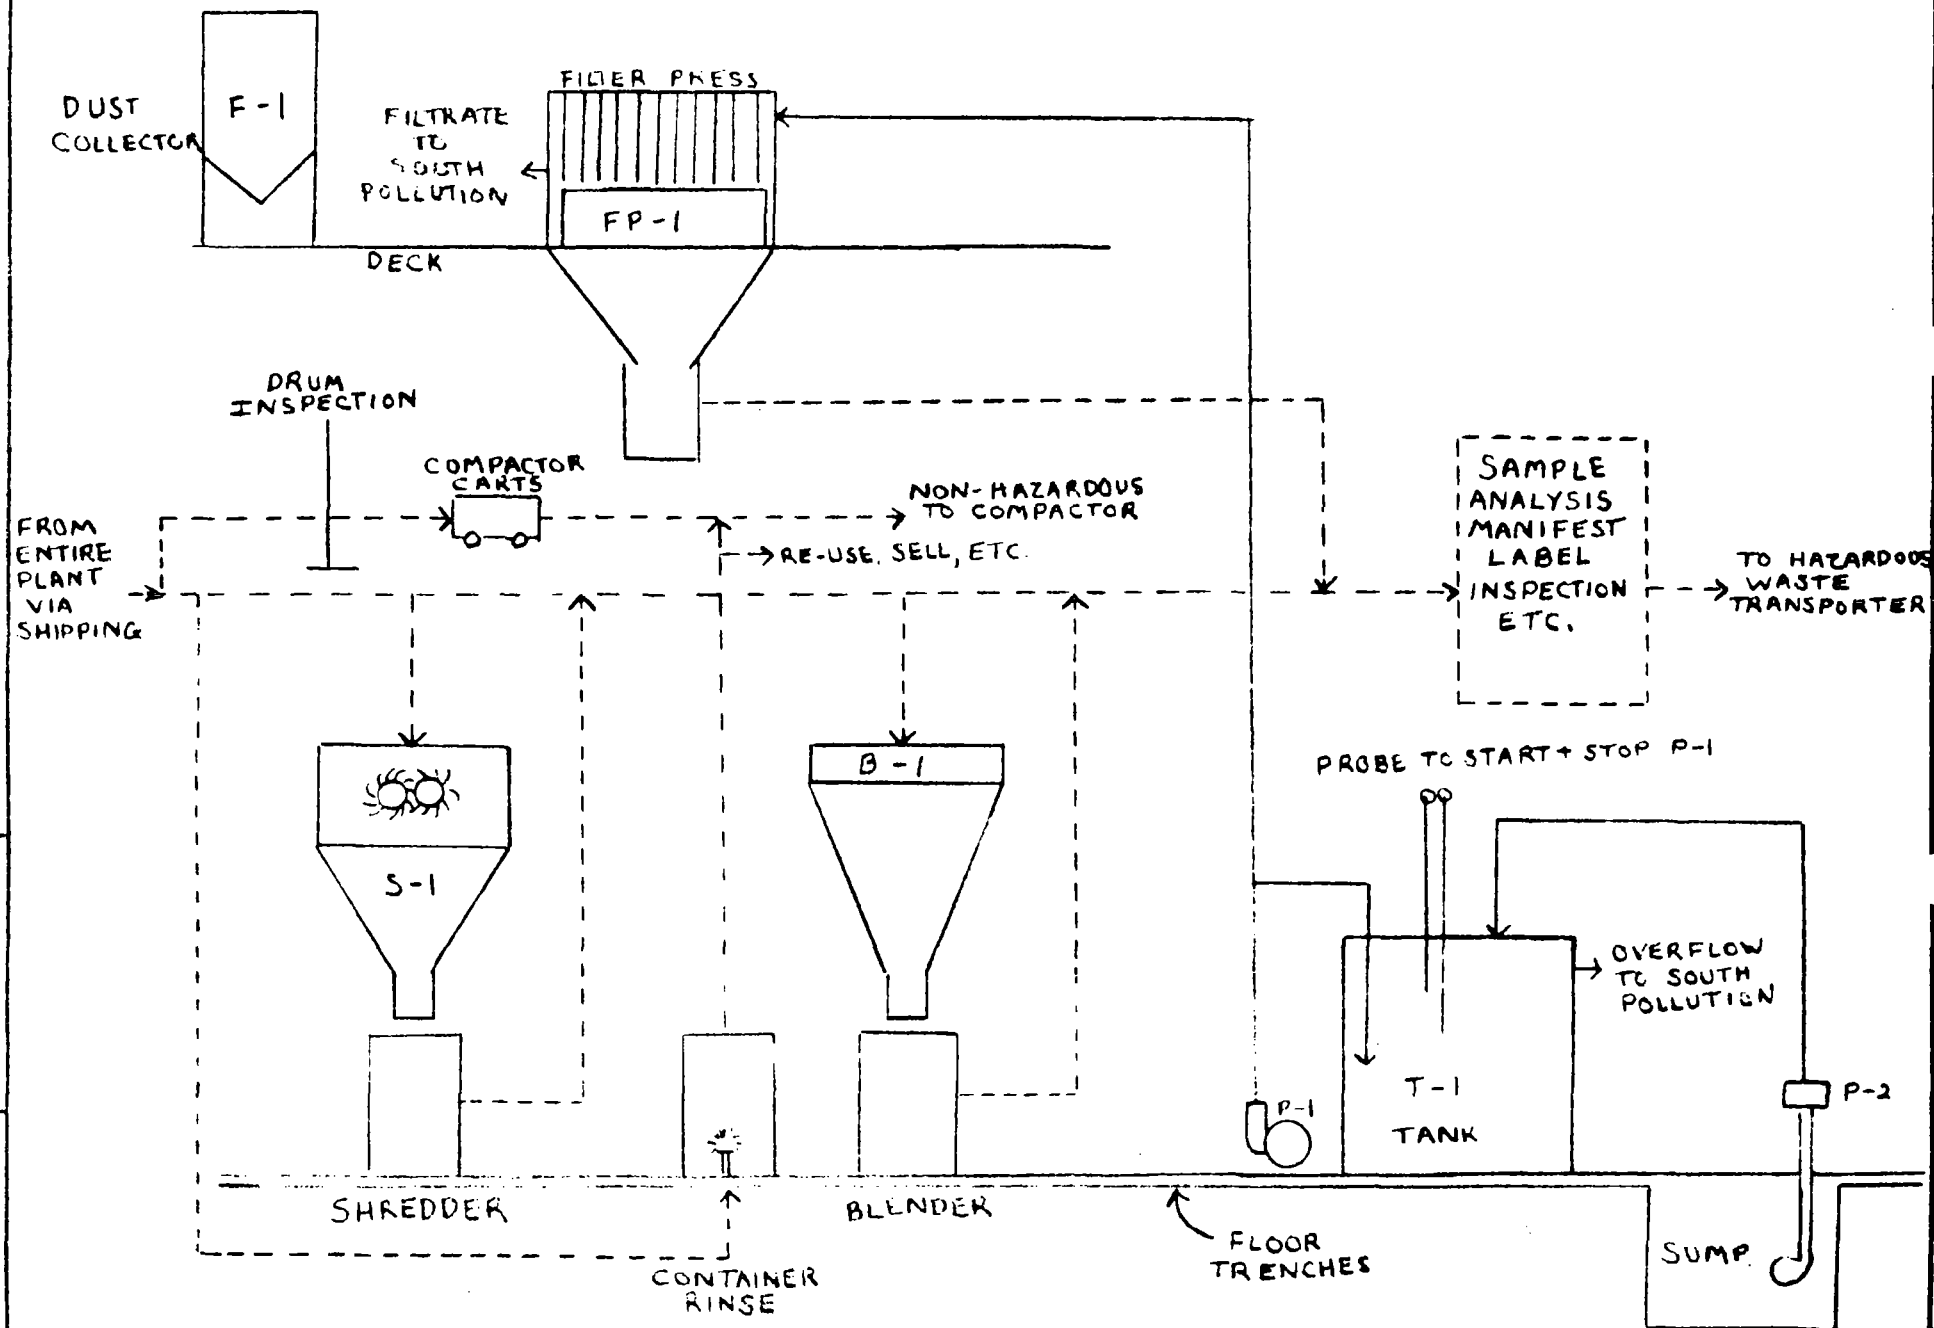 DUST
COLLECTOR
F-1
FILTER PRESS
FILTRATE
TO
SOUTH
POLLUTION
FP-1
DECK
DRUM
INSPECTION
COMPACTOR
CARTS
NON-HAZARDOUS
TO COMPACTOR
RE-USE, SELL, ETC.
FROM
ENTIRE
PLANT
VIA
SHIPPING
SAMPLE
ANALYSIS
MANIFEST
LABEL
INSPECTION
ETC.
TO HAZARDOUS
WASTE
TRANSPORTER
PROBE TO START + STOP P-1
B-1
S-1
OVERFLOW
TO SOUTH
POLLUTION
T-1
TANK
P-1
P-2
SHREDDER
BLENDER
FLOOR
TRENCHES
SUMP
CONTAINER
RINSE